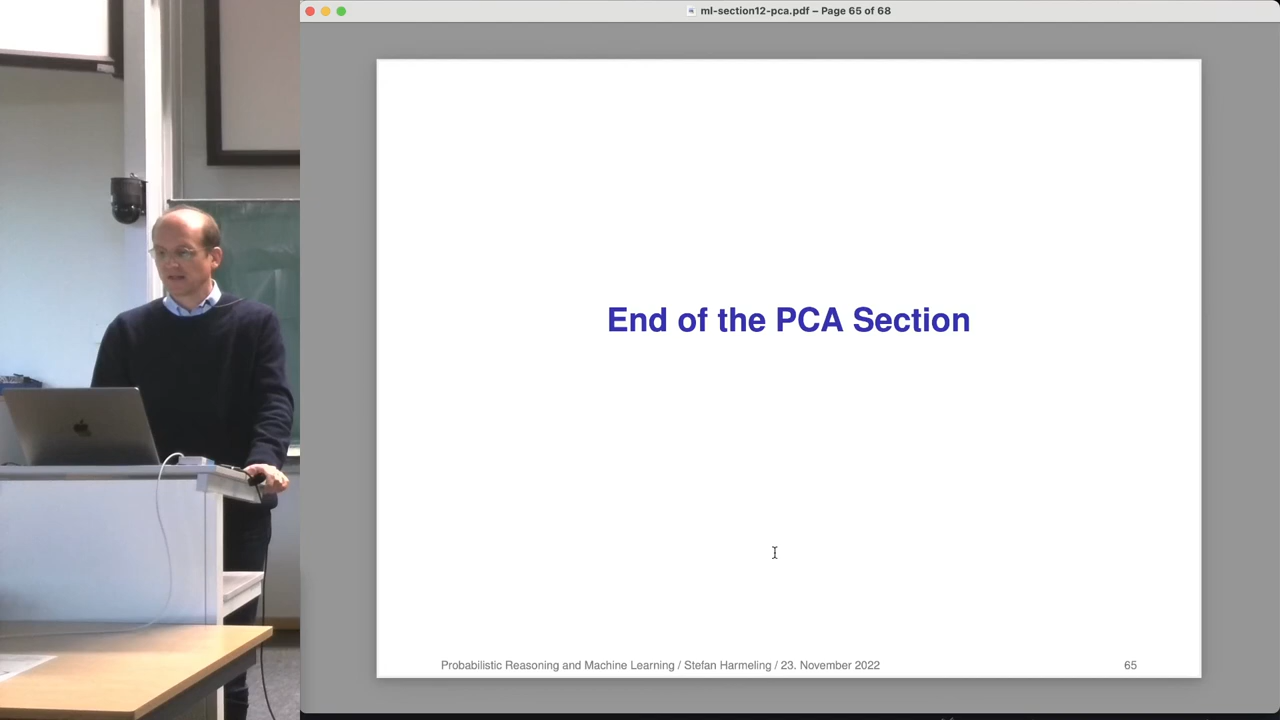 ml-section12-pca.pdf – Page 65 of 68
End of the PCA Section
Probabilistic Reasoning and Machine Learning / Stefan Harmeling / 23. November 2022
65